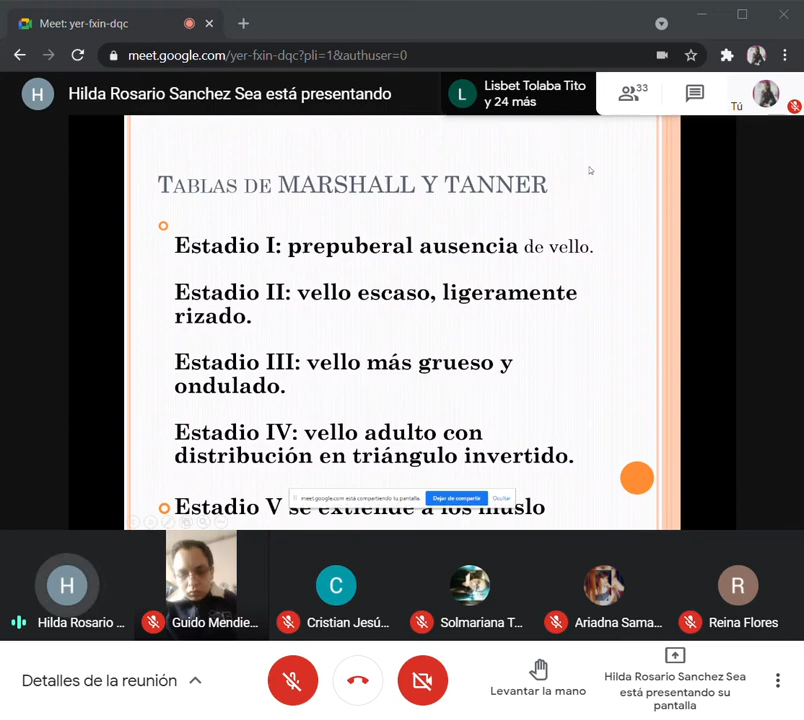 Meet: yer-fxin-dqc
meet.google.com/yer-fxin-dqc?pli=1&authuser=0
H
Hilda Rosario Sanchez Sea está presentando
L
Lisbet Tolaba Tito
y 24 más
33
Tú
TABLAS DE MARSHALL Y TANNER
Estadio I: prepuberal ausencia de vello.
Estadio II: vello escaso, ligeramente
rizado.
Estadio III: vello más grueso y
ondulado.
Estadio IV: vello adulto con
distribución en triángulo invertido.
meet.google.com está compartiendo tu pantalla.
Dejar de compartir
Ocultar
Estadio V se extiende a los muslo
H
C
R
Hilda Rosario ...
Guido Mendie...
Cristian Jesú...
Solmariana T...
Ariadna Sama...
Reina Flores
Detalles de la reunión
Levantar la mano
Hilda Rosario Sanchez Sea
está presentando su
pantalla